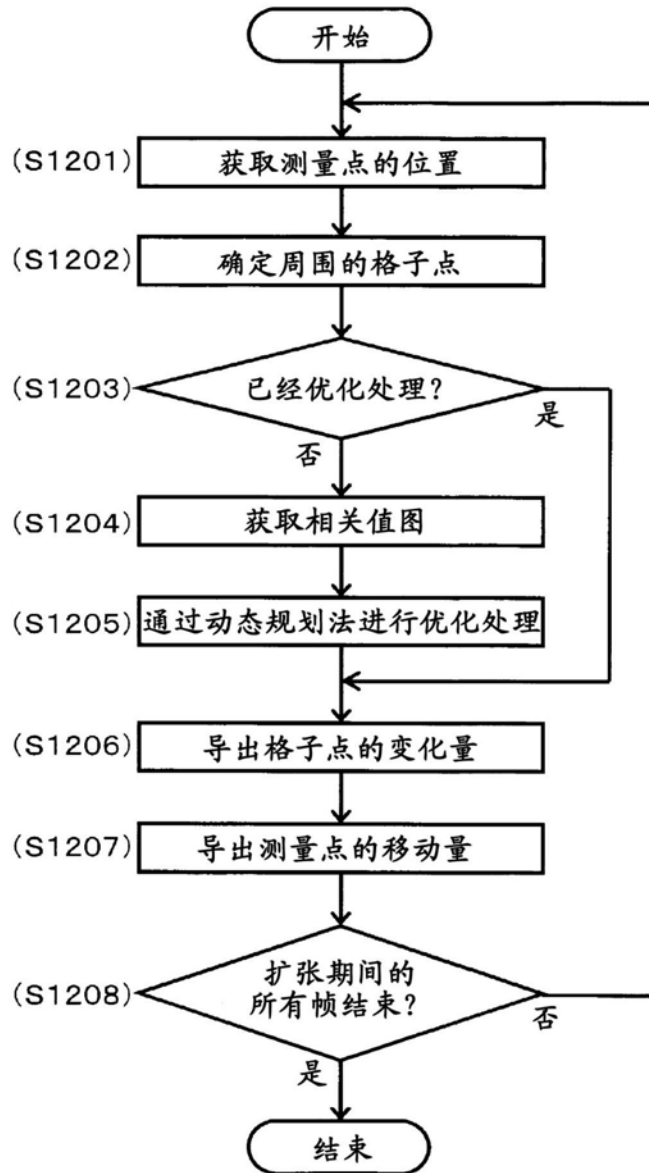 开始
(S1201) 获取测量点的位置
(S1202) 确定周围的格子点
(S1203) 已经优化处理?
是
否
(S1204) 获取相关值图
(S1205) 通过动态规划法进行优化处理
(S1206) 导出格子点的变化量
(S1207) 导出测量点的移动量
(S1208) 扩张期间的
所有帧结束?
否
是
结束